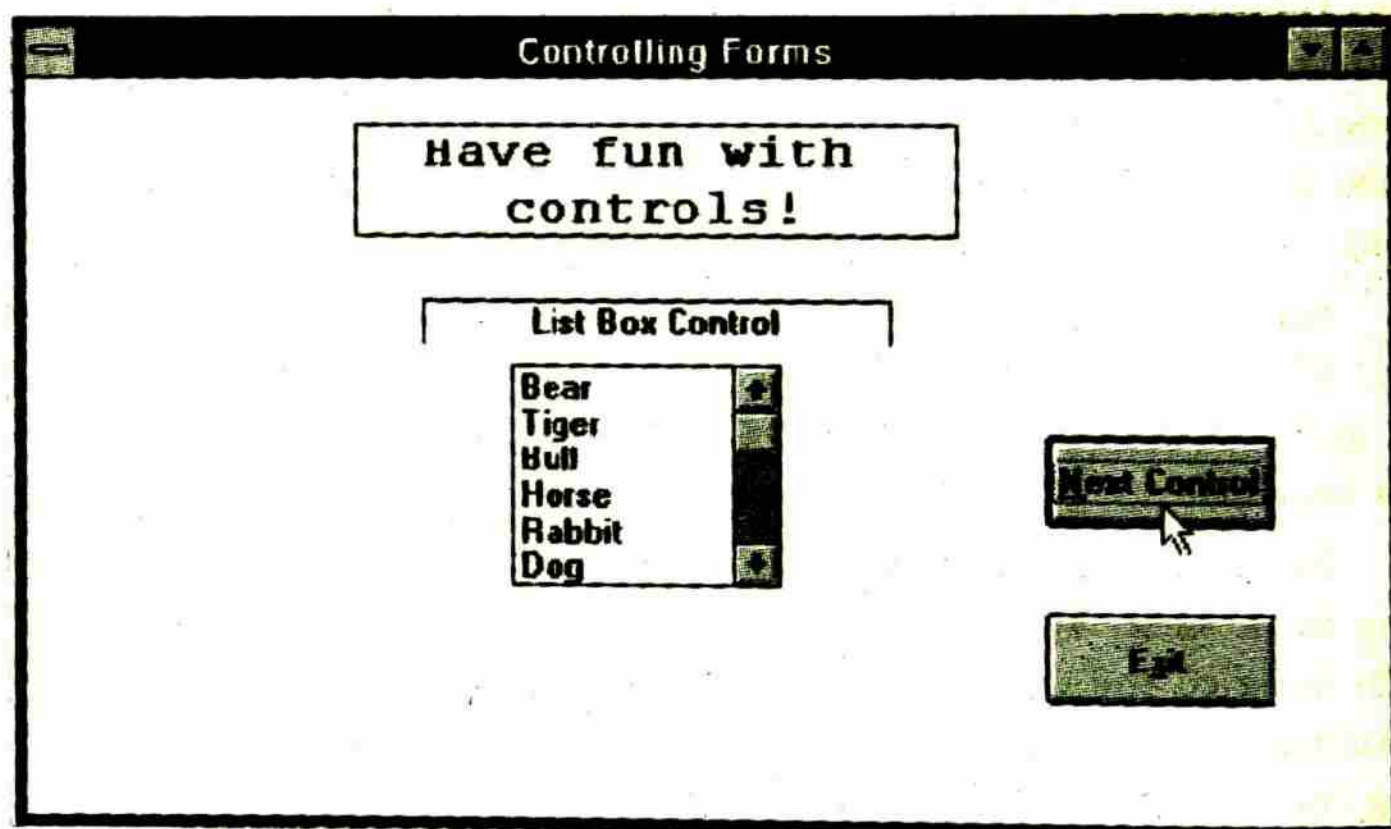 Controlling Forms
Have fun with
controls!
List Box Control
Bear
Tiger
Bull
Horse
Rabbit
Dog
Next Control
Exit